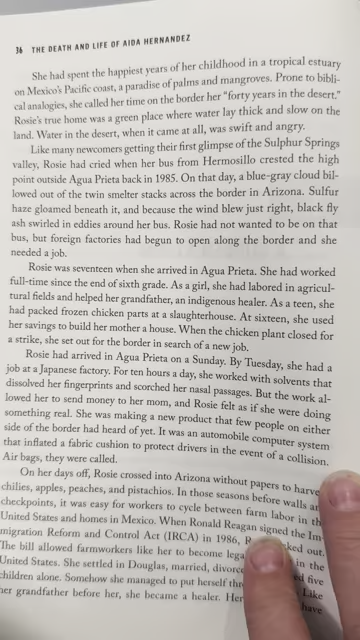 36 THE DEATH AND LIFE OF AIDA HERNANDEZ
She had spent the happiest years of her childhood in a tropical estuary
on Mexico's Pacific coast, a paradise of palms and mangroves. Prone to bibli-
cal analogies, she called her time on the border her "forty years in the desert."
Rosie's true home was a green place where water lay thick and slow on the
land. Water in the desert, when it came at all, was swift and angry.
Like many newcomers getting their first glimpse of the Sulphur Springs
valley, Rosie had cried when her bus from Hermosillo crested the high
point outside Agua Prieta back in 1985. On that day, a blue-gray cloud bil-
lowed out of the twin smelter stacks across the border in Arizona. Sulfur
haze gloamed beneath it, and because the wind blew just right, black fly
ash swirled in eddies around her bus. Rosie had not wanted to be on that
bus, but foreign factories had begun to open along the border and she
needed a job.
Rosie was seventeen when she arrived in Agua Prieta. She had worked
full-time since the end of sixth grade. As a girl, she had labored in agricul-
tural fields and helped her grandfather, an indigenous healer. As a teen, she
had packed frozen chicken parts at a slaughterhouse. At sixteen, she used
her savings to build her mother a house. When the chicken plant closed for
a strike, she set out for the border in search of a new job.
Rosie had arrived in Agua Prieta on a Sunday. By Tuesday, she had a
job at a Japanese factory. For ten hours a day, she worked with solvents that
dissolved her fingerprints and scorched her nasal passages. But the work al-
lowed her to send money to her mom, and Rosie felt as if she were doing
something real. She was making a new product that few people on either
side of the border had heard of yet. It was an automobile computer system
that inflated a fabric cushion to protect drivers in the event of a collision.
Air bags, they were called.
On her days off, Rosie crossed into Arizona without papers to harve
chilies, apples, peaches, and pistachios. In those seasons before walls an
checkpoints, it was easy for workers to cycle between farm labor in th
United States and homes in Mexico. When Ronald Reagan signed the Im-
migration Reform and Control Act (IRCA) in 1986, R ked out.
The bill allowed farmworkers like her to become lega in the
United States. She settled in Douglas, married, divorce ed five
children alone. Somehow she managed to put herself thr Like
her grandfather before her, she became a healer. Her have